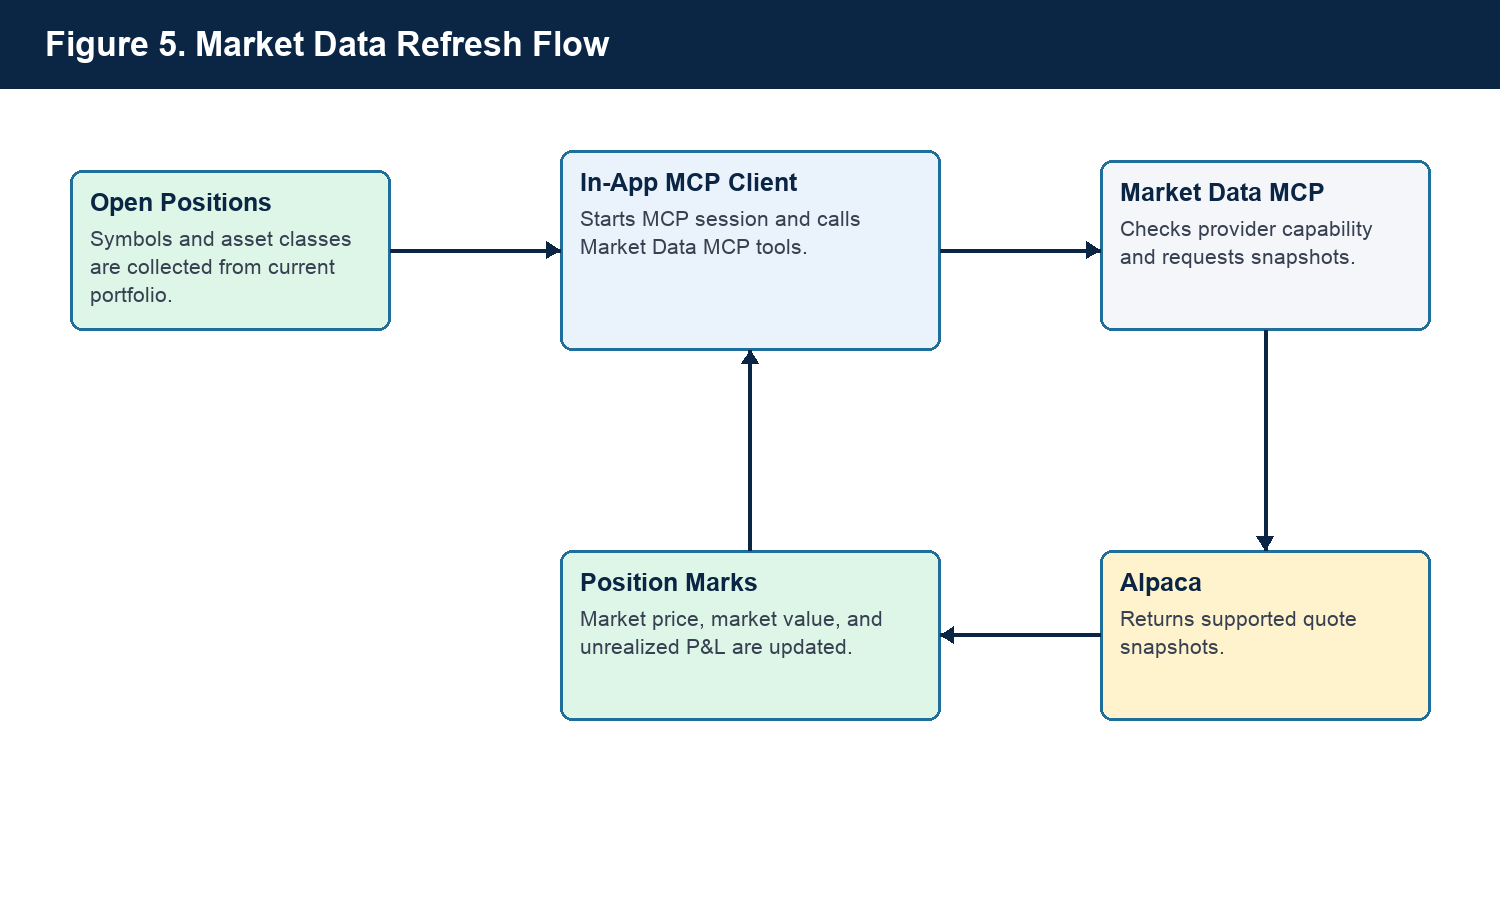 Figure 5. Market Data Refresh Flow
Open Positions
Symbols and asset classes
are collected from current
portfolio.
In-App MCP Client
Starts MCP session and calls
Market Data MCP tools.
Market Data MCP
Checks provider capability
and requests snapshots.
Position Marks
Market price, market value, and
unrealized P&L are updated.
Alpaca
Returns supported quote
snapshots.